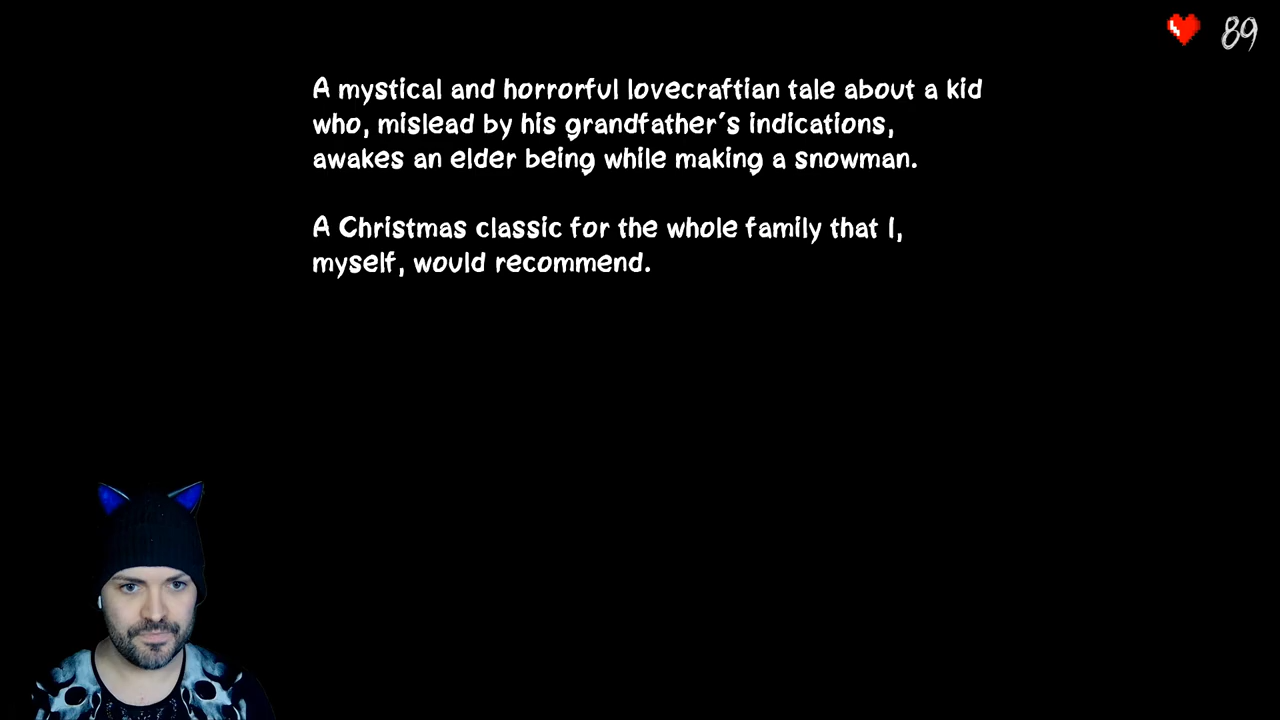 89
A mystical and horrorful lovecraftian tale about a kid
who, mislead by his grandfather's indications,
awakes an elder being while making a snowman.
A Christmas classic for the whole family that I,
myself, would recommend.